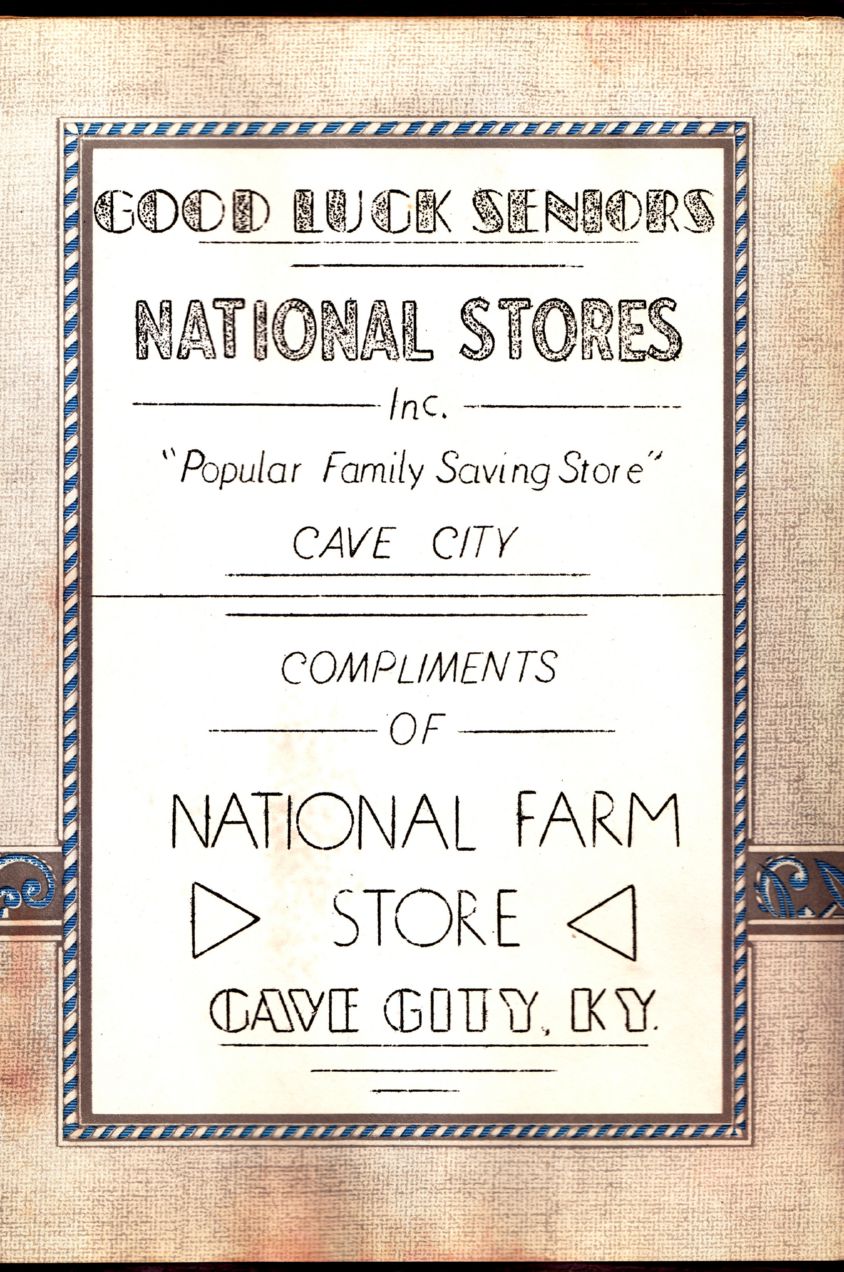 GOOD LUCK SENIORS
NATIONAL STORES
Inc.
"Popular Family Saving Store"
CAVE CITY
COMPLIMENTS
OF
NATIONAL FARM
STORE
CAVE CITY, KY.